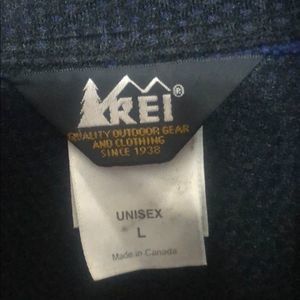 REI®
QUALITY OUTDOOR GEAR
AND CLOTHING
SINCE 1938
UNISEX
L
Made in Canada